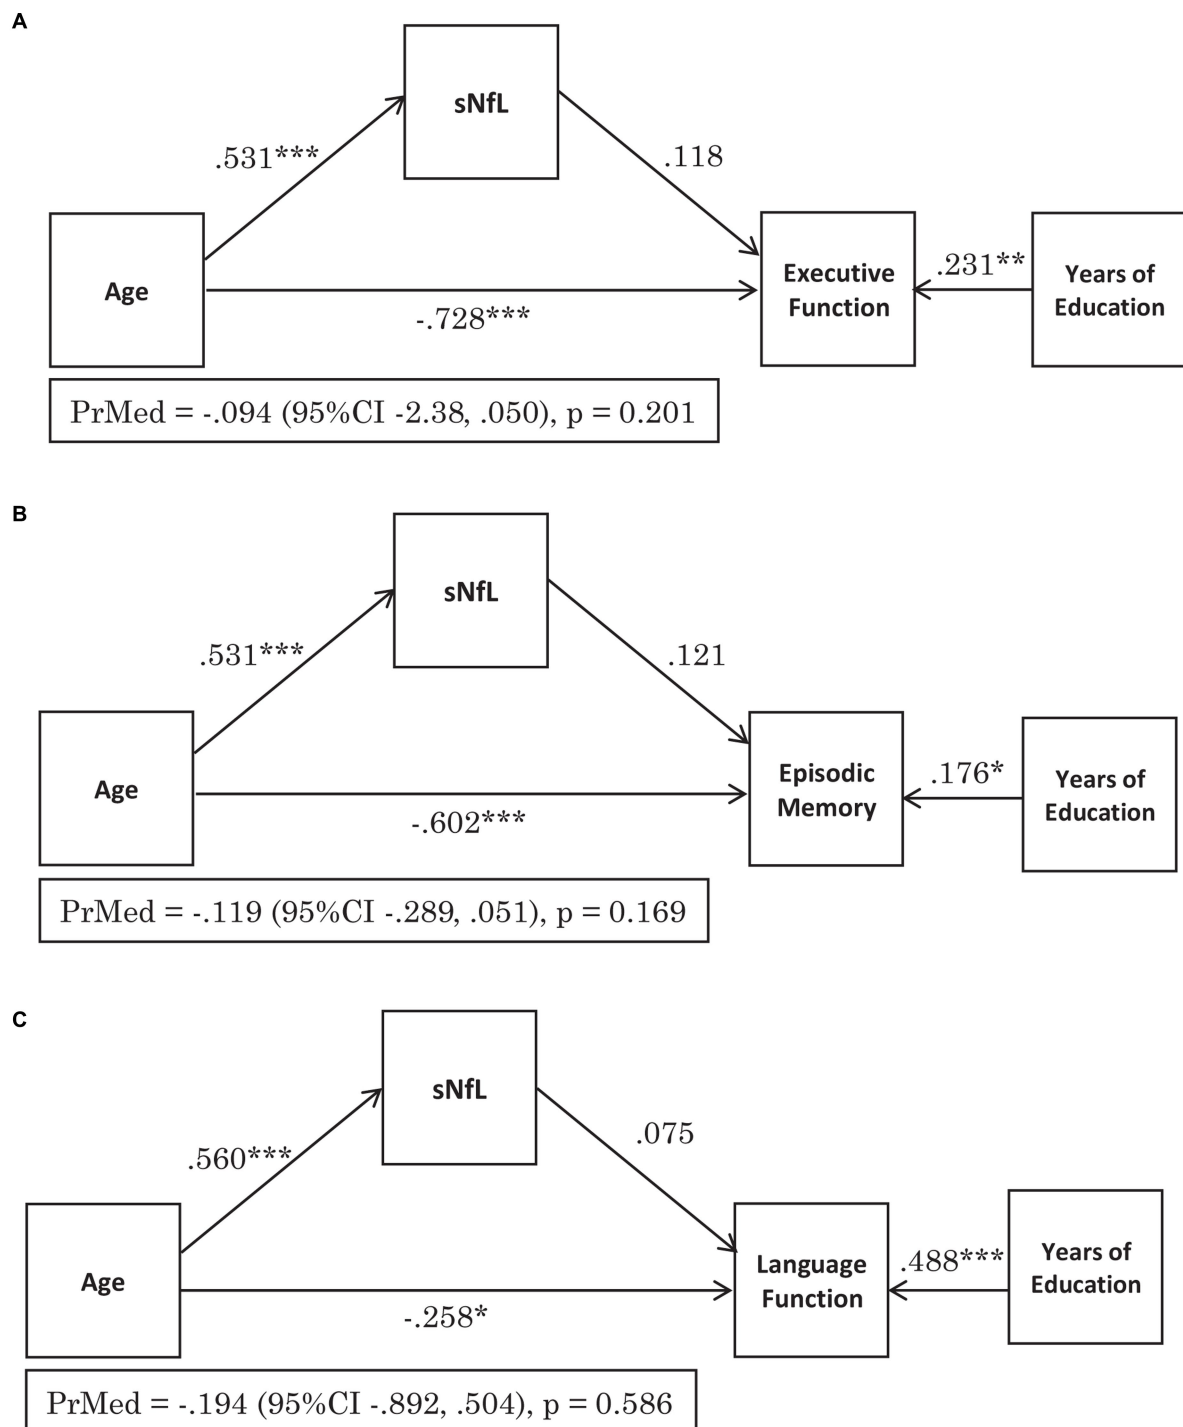 A
sNfL
.531***
.118
Age
Executive
Function
.231**
Years of
Education
-.728***
PrMed = -.094 (95%CI -2.38, .050), p = 0.201
B
sNfL
.531***
.121
Age
Episodic
Memory
.176*
Years of
Education
-.602***
PrMed = -.119 (95%CI -.289, .051), p = 0.169
C
sNfL
.560***
.075
Age
Language
Function
.488***
Years of
Education
-.258*
PrMed = -.194 (95%CI -.892, .504), p = 0.586